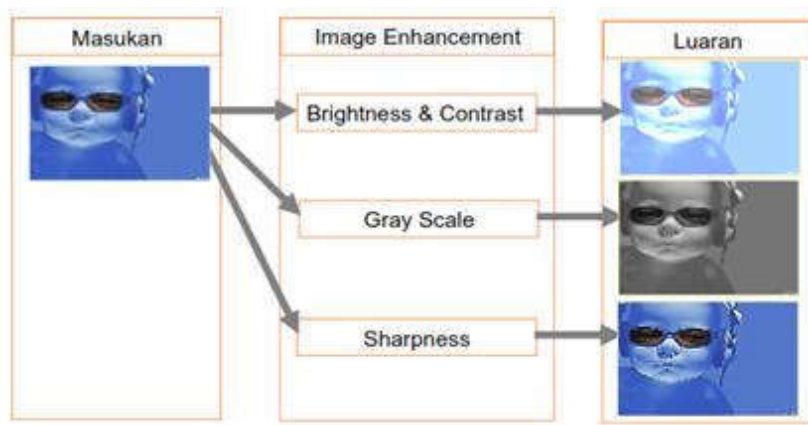 Masukan
Image Enhancement
Luaran
Brightness & Contrast
Gray Scale
Sharpness